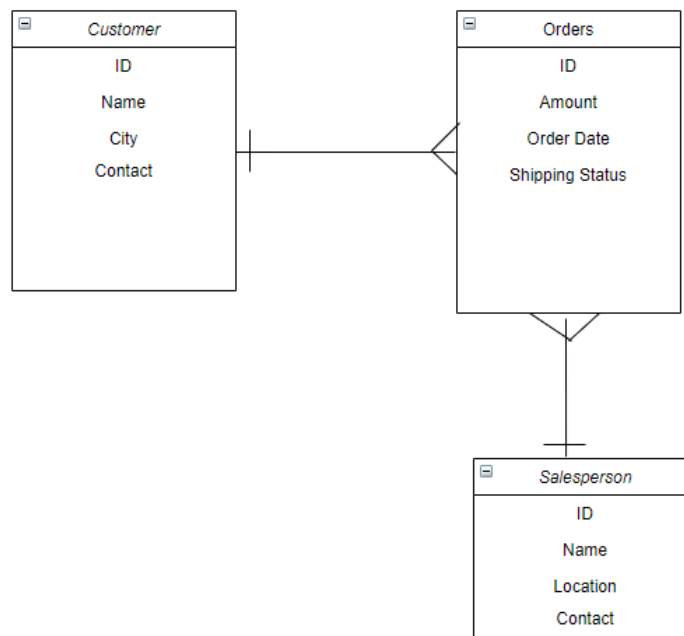 Customer
ID
Name
City
Contact
Orders
ID
Amount
Order Date
Shipping Status
Salesperson
ID
Name
Location
Contact